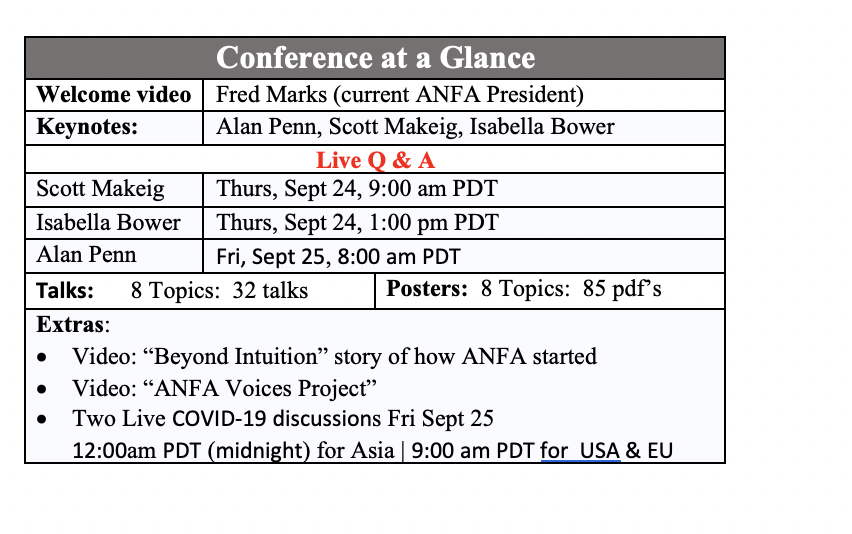 Conference at a Glance
Welcome video Fred Marks (current ANFA President)
Keynotes: Alan Penn, Scott Makeig, Isabella Bower
Live Q & A
Scott Makeig Thurs, Sept 24, 9:00 am PDT
Isabella Bower Thurs, Sept 24, 1:00 pm PDT
Alan Penn Fri, Sept 25, 8:00 am PDT
Talks: 8 Topics: 32 talks Posters: 8 Topics: 85 pdf’s
Extras:
• Video: “Beyond Intuition” story of how ANFA started
• Video: “ANFA Voices Project”
• Two Live COVID-19 discussions Fri Sept 25
12:00am PDT (midnight) for Asia | 9:00 am PDT for USA & EU